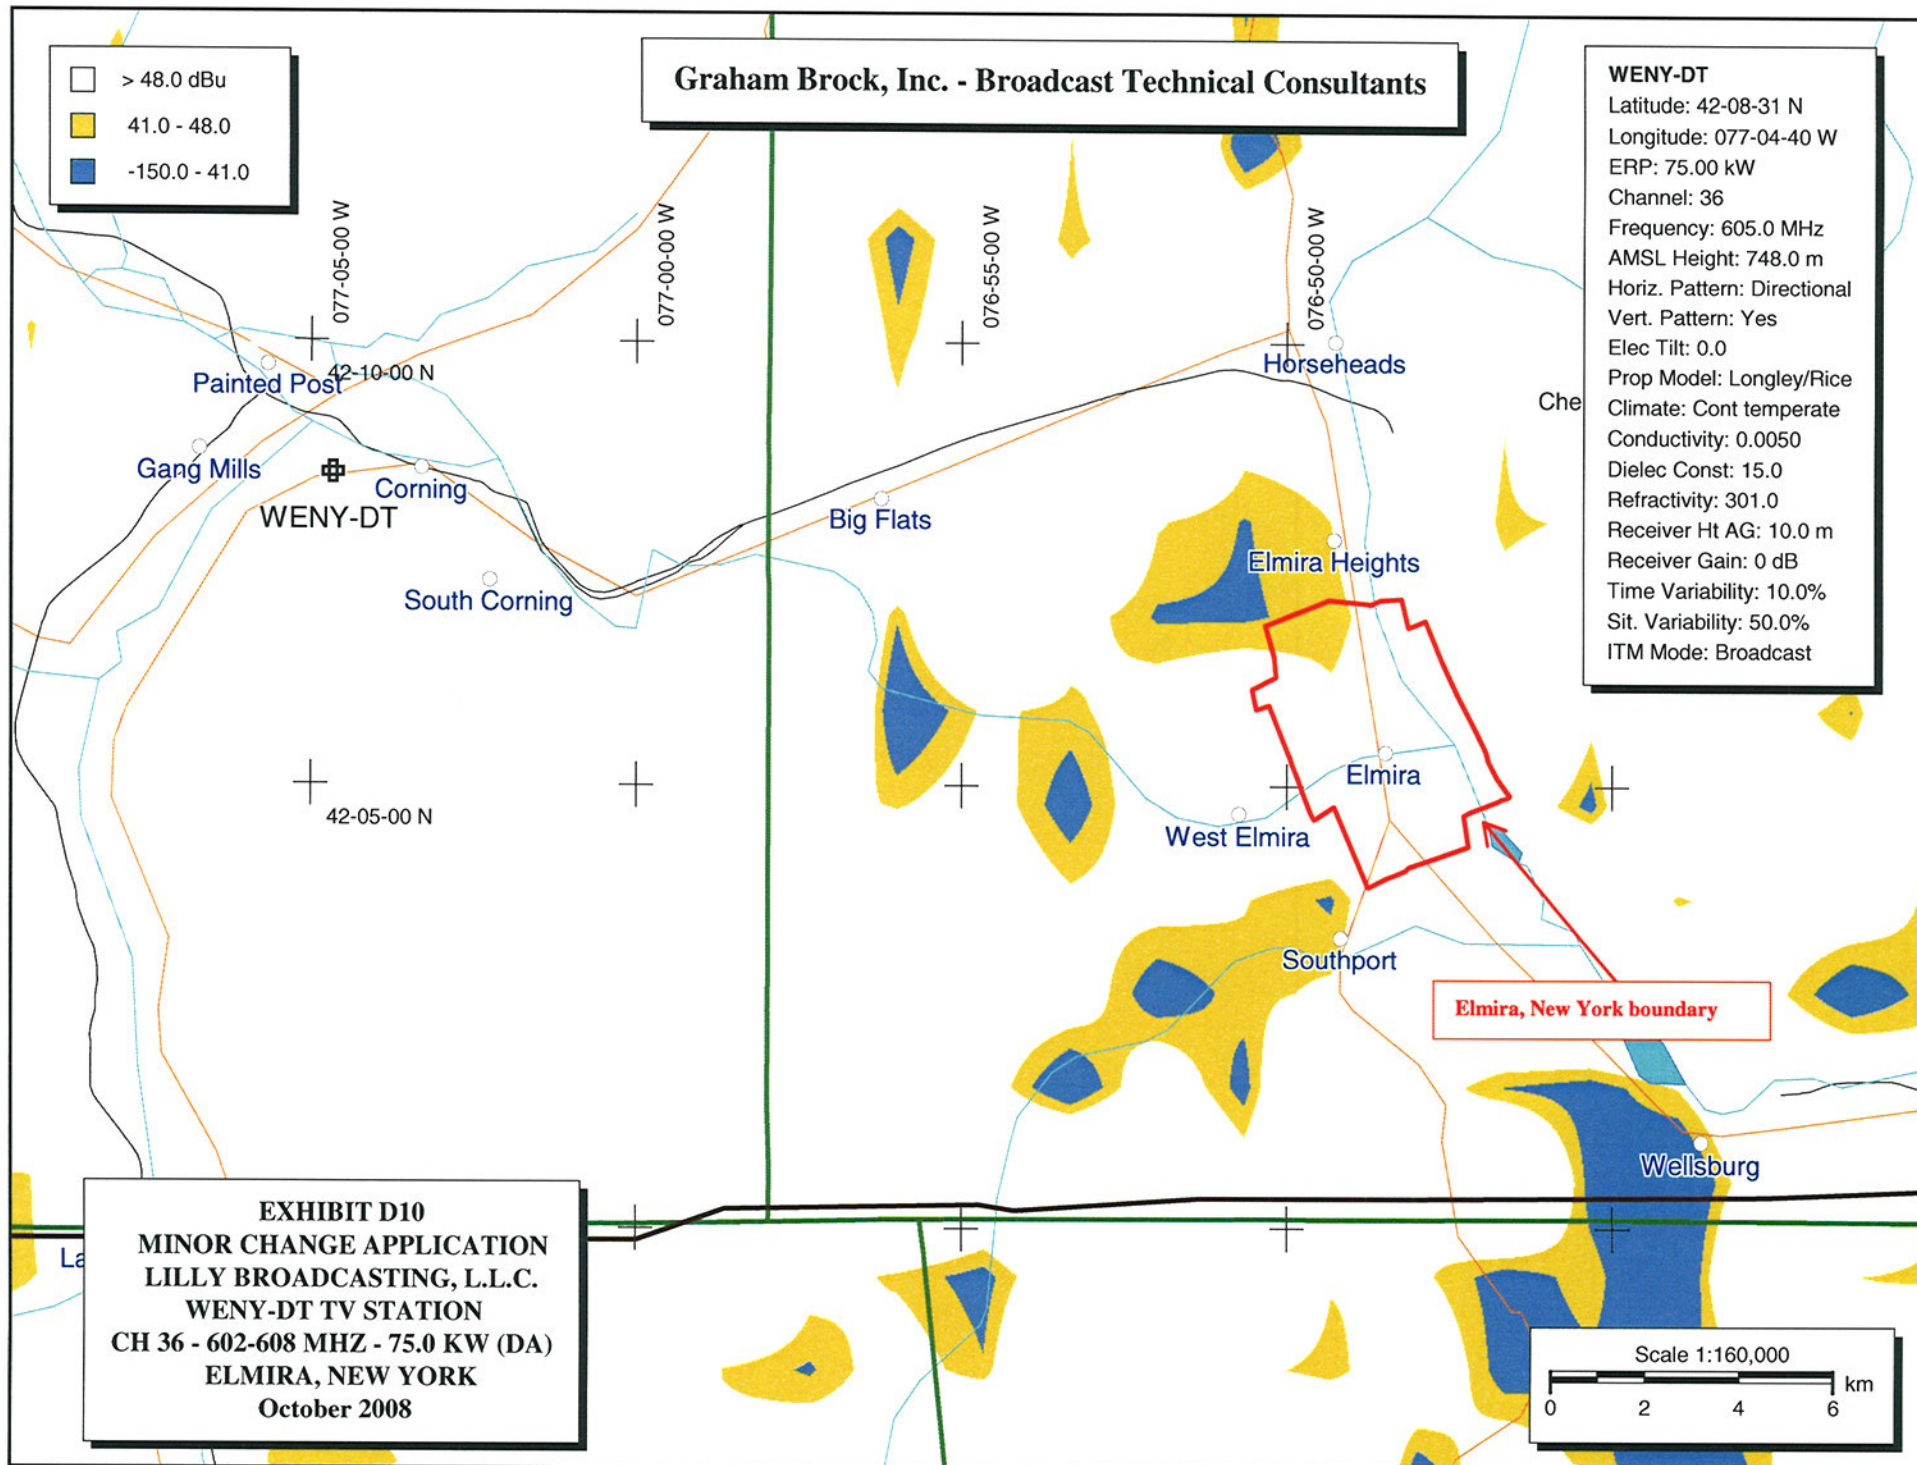 > 48.0 dBu
41.0 - 48.0
-150.0 - 41.0
Graham Brock, Inc. - Broadcast Technical Consultants
WENY-DT
Latitude: 42-08-31 N
Longitude: 077-04-40 W
ERP: 75.00 kW
Channel: 36
Frequency: 605.0 MHz
AMSL Height: 748.0 m
Horiz. Pattern: Directional
Vert. Pattern: Yes
Elec Tilt: 0.0
Prop Model: Longley/Rice
Climate: Cont temperate
Conductivity: 0.0050
Dielec Const: 15.0
Refractivity: 301.0
Receiver Ht AG: 10.0 m
Receiver Gain: 0 dB
Time Variability: 10.0%
Sit. Variability: 50.0%
ITM Mode: Broadcast
077-05-00 W
077-00-00 W
076-55-00 W
076-50-00 W
42-10-00 N
Painted Post
Horseheads
Che
Gang Mills
Corning
WENY-DT
Big Flats
South Corning
Elmira Heights
Elmira
42-05-00 N
West Elmira
Southport
Elmira, New York boundary
Wellsburg
La
EXHIBIT D10
MINOR CHANGE APPLICATION
LILLY BROADCASTING, L.L.C.
WENY-DT TV STATION
CH 36 - 602-608 MHZ - 75.0 KW (DA)
ELMIRA, NEW YORK
October 2008
Scale 1:160,000
km
0 2 4 6